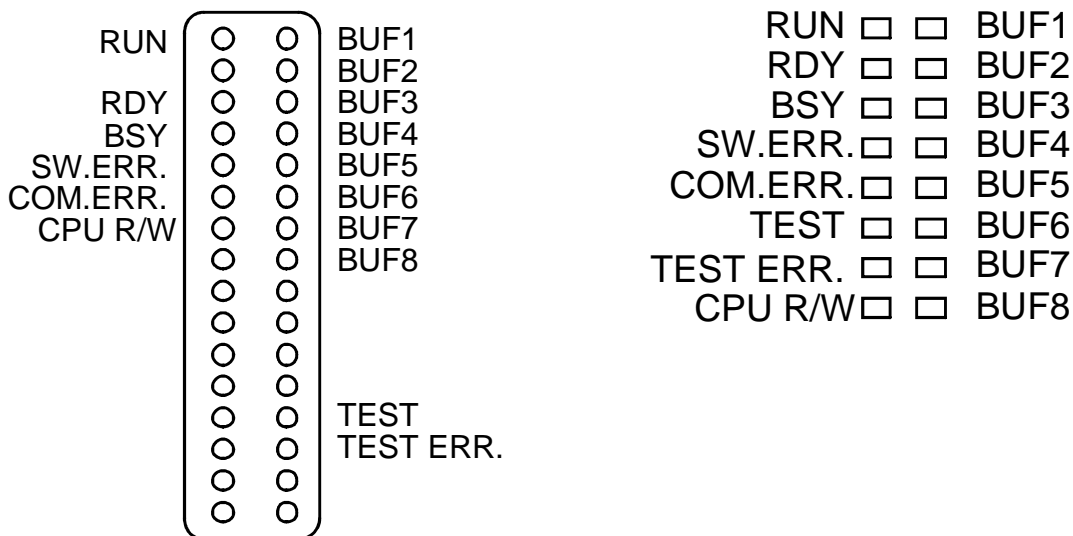 RUN BUF1
BUF2
RDY BUF3
BSY BUF4
SW.ERR. BUF5
COM.ERR. BUF6
CPU R/W BUF7
BUF8
TEST
TEST ERR.
RUN BUF1
RDY BUF2
BSY BUF3
SW.ERR. BUF4
COM.ERR. BUF5
TEST BUF6
TEST ERR. BUF7
CPU R/W BUF8